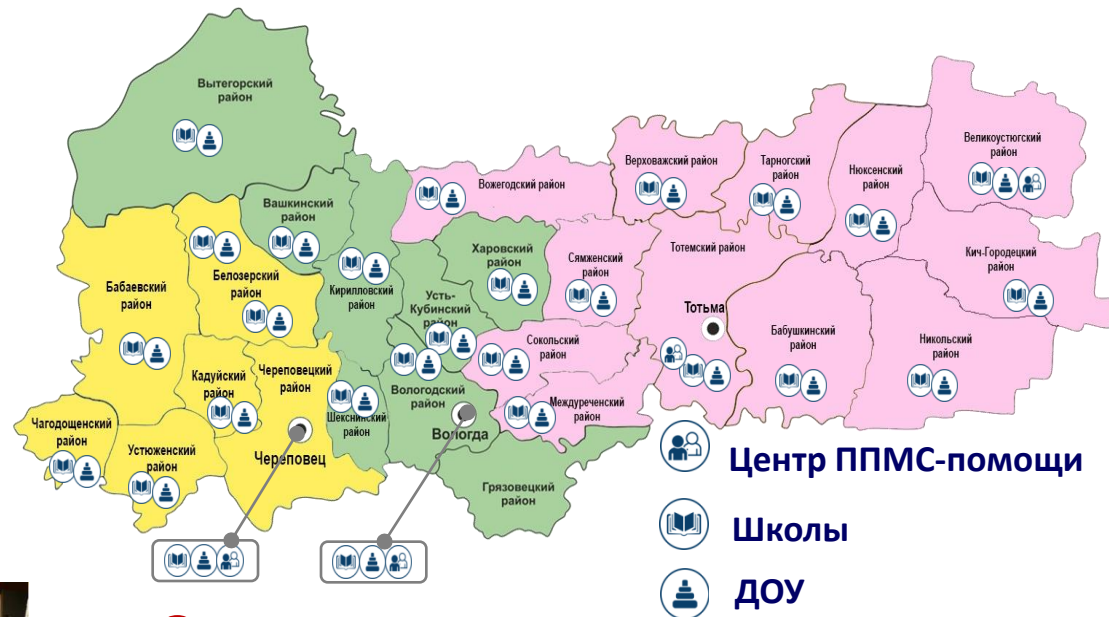 Вытегорский
район
Великоустюгский
район
Верховажский район
Тарногский
район
Нюксенский
район
Вожегодский район
Вашкинский
район
Харовский
район
Сямженский
район
Тотемский район
Кич-Городецкий
район
Бабаевский
район
Белозерский
район
Кирилловский
район
Усть-
Кубинский
район
Тотьма
Бабушкинский
район
Никольский
район
Сокольский
район
Кадуйский
район
Череповецкий
район
Вологодский
район
Междуреченский
район
Шекснинский
район
Чагодощенский
район
Устюженский
район
Череповец
Вологда
Грязовецкий
район
Центр ППМС-помощи
Школы
ДОУ